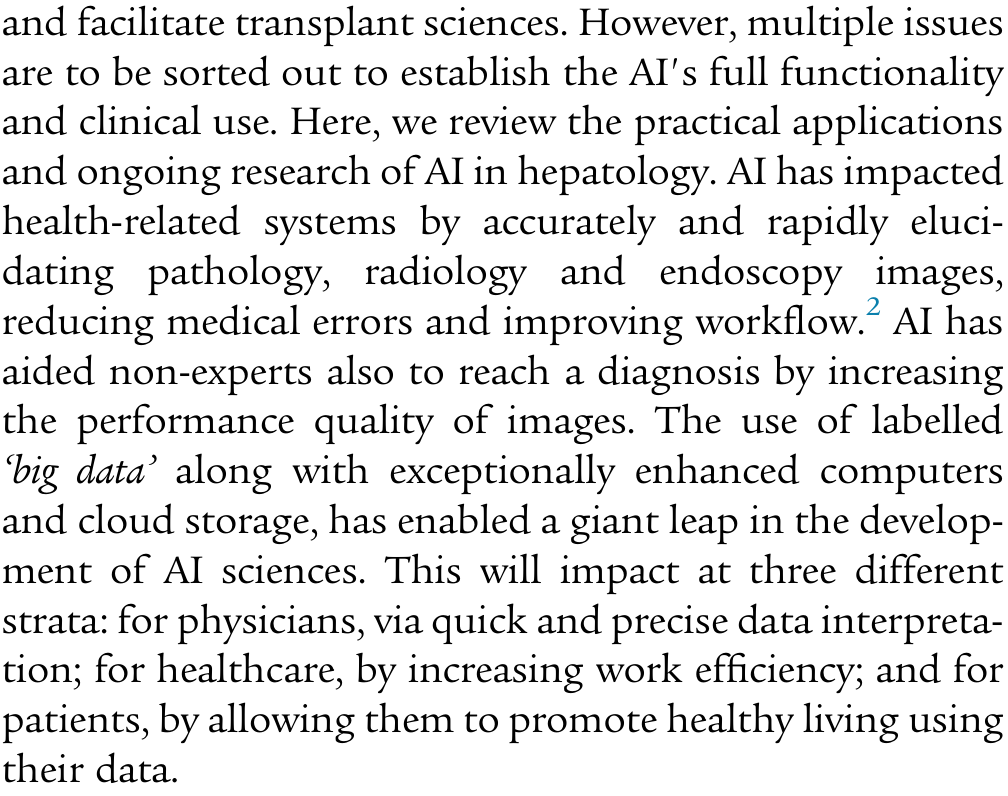 and facilitate transplant sciences. However, multiple issues
are to be sorted out to establish the AI's full functionality
and clinical use. Here, we review the practical applications
and ongoing research of AI in hepatology. AI has impacted
health-related systems by accurately and rapidly eluci-
dating pathology, radiology and endoscopy images,
reducing medical errors and improving workflow.2 AI has
aided non-experts also to reach a diagnosis by increasing
the performance quality of images. The use of labelled
‘big data’ along with exceptionally enhanced computers
and cloud storage, has enabled a giant leap in the develop-
ment of AI sciences. This will impact at three different
strata: for physicians, via quick and precise data interpreta-
tion; for healthcare, by increasing work efficiency; and for
patients, by allowing them to promote healthy living using
their data.